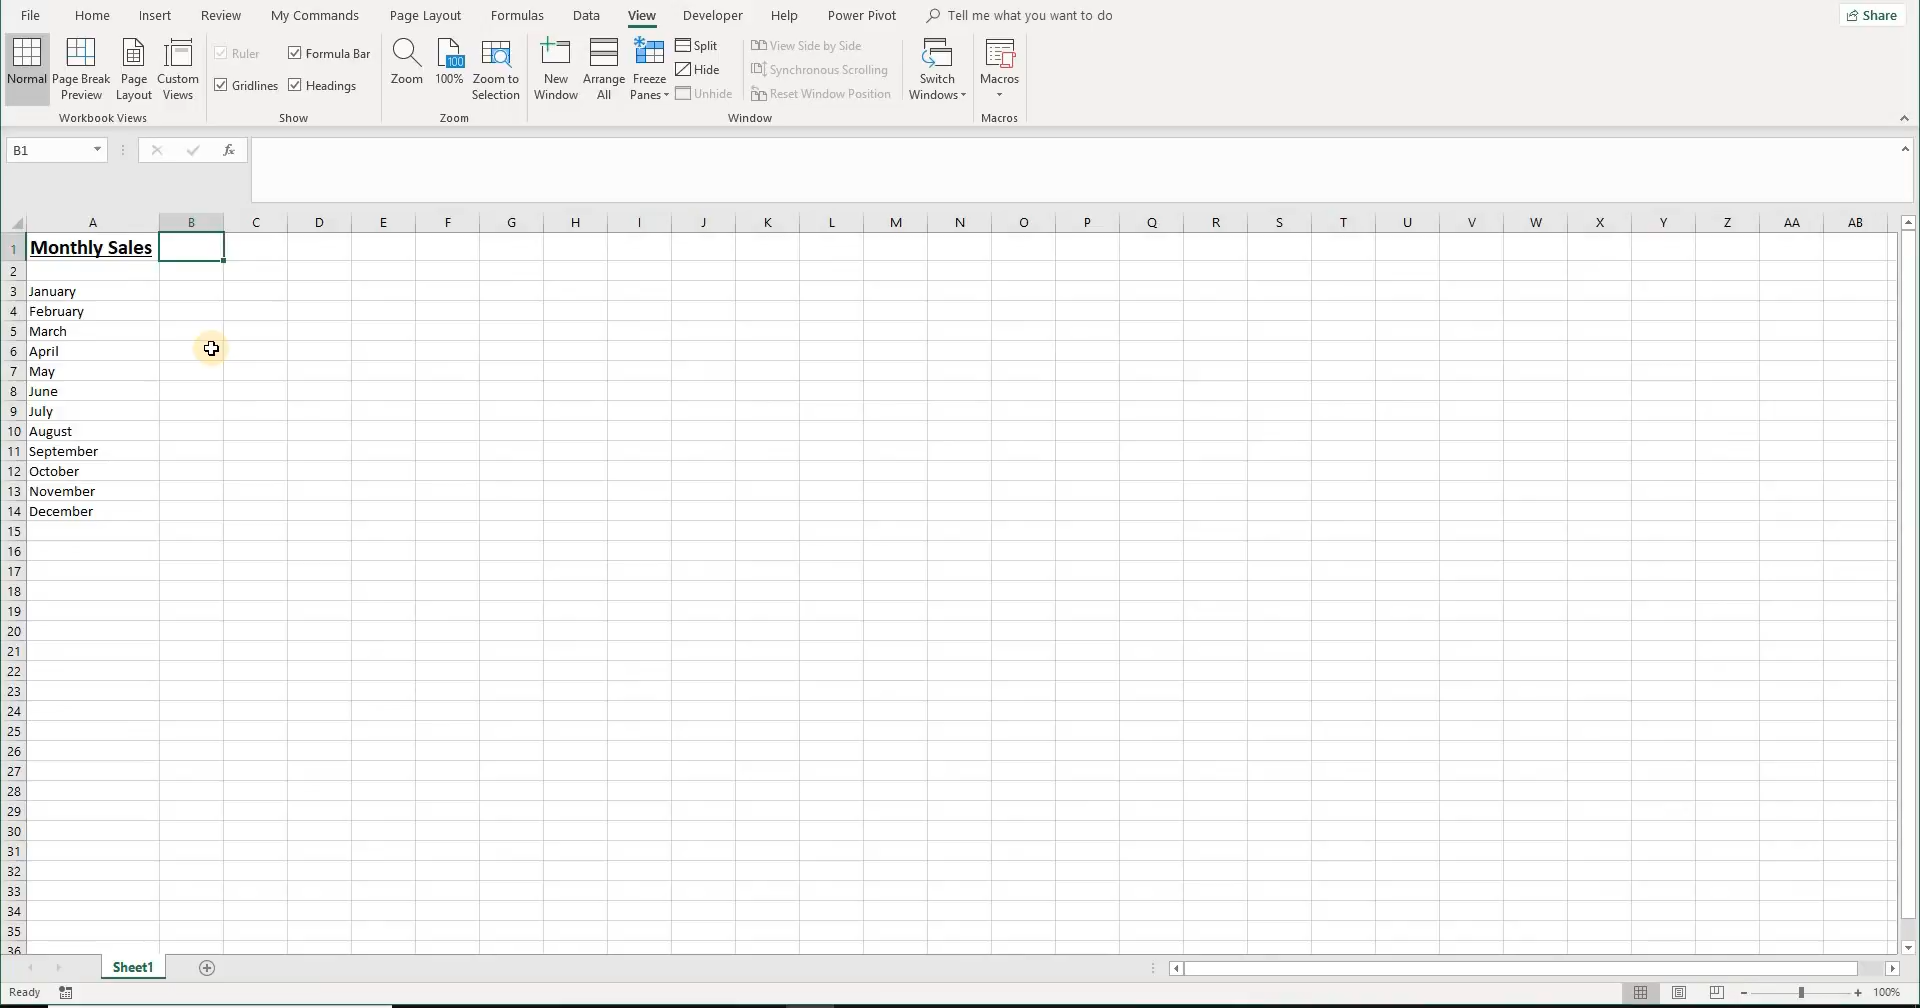 File Home Insert Review My Commands Page Layout Formulas Data View Developer Help Power Pivot Tell me what you want to do Share
Normal Page Break Preview Page Layout Custom Views
Ruler Formula Bar
Gridlines Headings
Zoom 100 100% Zoom to Selection
New Window Arrange All Freeze Panes
Split
Hide
Unhide
View Side by Side
Synchronous Scrolling
Reset Window Position
Switch Windows
Macros
Workbook Views Show Zoom Window Macros
B1 fx
A B C D E F G H I J K L M N O P Q R S T U V W X Y Z AA AB
1 Monthly Sales
2
3 January
4 February
5 March
6 April
7 May
8 June
9 July
10 August
11 September
12 October
13 November
14 December
15
16
17
18
19
20
21
22
23
24
25
26
27
28
29
30
31
32
33
34
35
36
Sheet1
Ready 100%